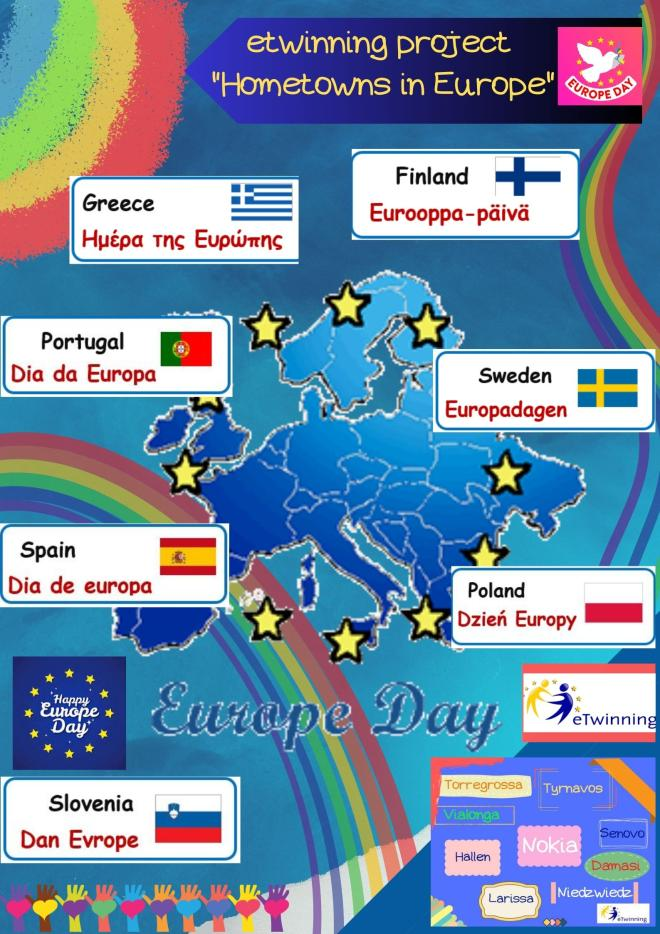 etwinning project
"Hometowns in Europe"
EUROPE DAY
Greece
Ημέρα της Ευρώπης
Finland
Eurooppa-päivä
Portugal
Dia da Europa
Sweden
Europadagen
Spain
Dia de europa
Poland
Dzień Europy
Happy
Europe
Day
Europe Day
eTwinning
Slovenia
Dan Evrope
Torregrossa
Tyrnavos
Vialonga
Nokia
Senovo
Hallen
Damasi
Larissa
Niedzwiedz
eTwinning